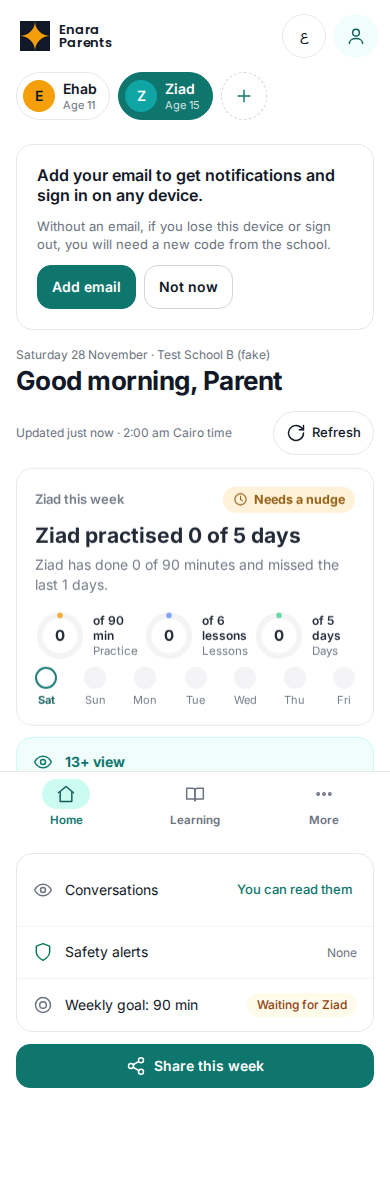 Enara
Parents
ع
E
Ehab
Age 11
Z
Ziad
Age 15
Add your email to get notifications and
sign in on any device.
Without an email, if you lose this device or sign
out, you will need a new code from the school.
Add email
Not now
Saturday 28 November · Test School B (fake)
Good morning, Parent
Updated just now · 2:00 am Cairo time
Refresh
Ziad this week
Needs a nudge
Ziad practised 0 of 5 days
Ziad has done 0 of 90 minutes and missed the
last 1 days.
0
of 90
min
Practice
0
of 6
lessons
Lessons
0
of 5
days
Days
Sat Sun Mon Tue Wed Thu Fri
13+ view
Home
Learning
More
Conversations
You can read them
Safety alerts
None
Weekly goal: 90 min
Waiting for Ziad
Share this week